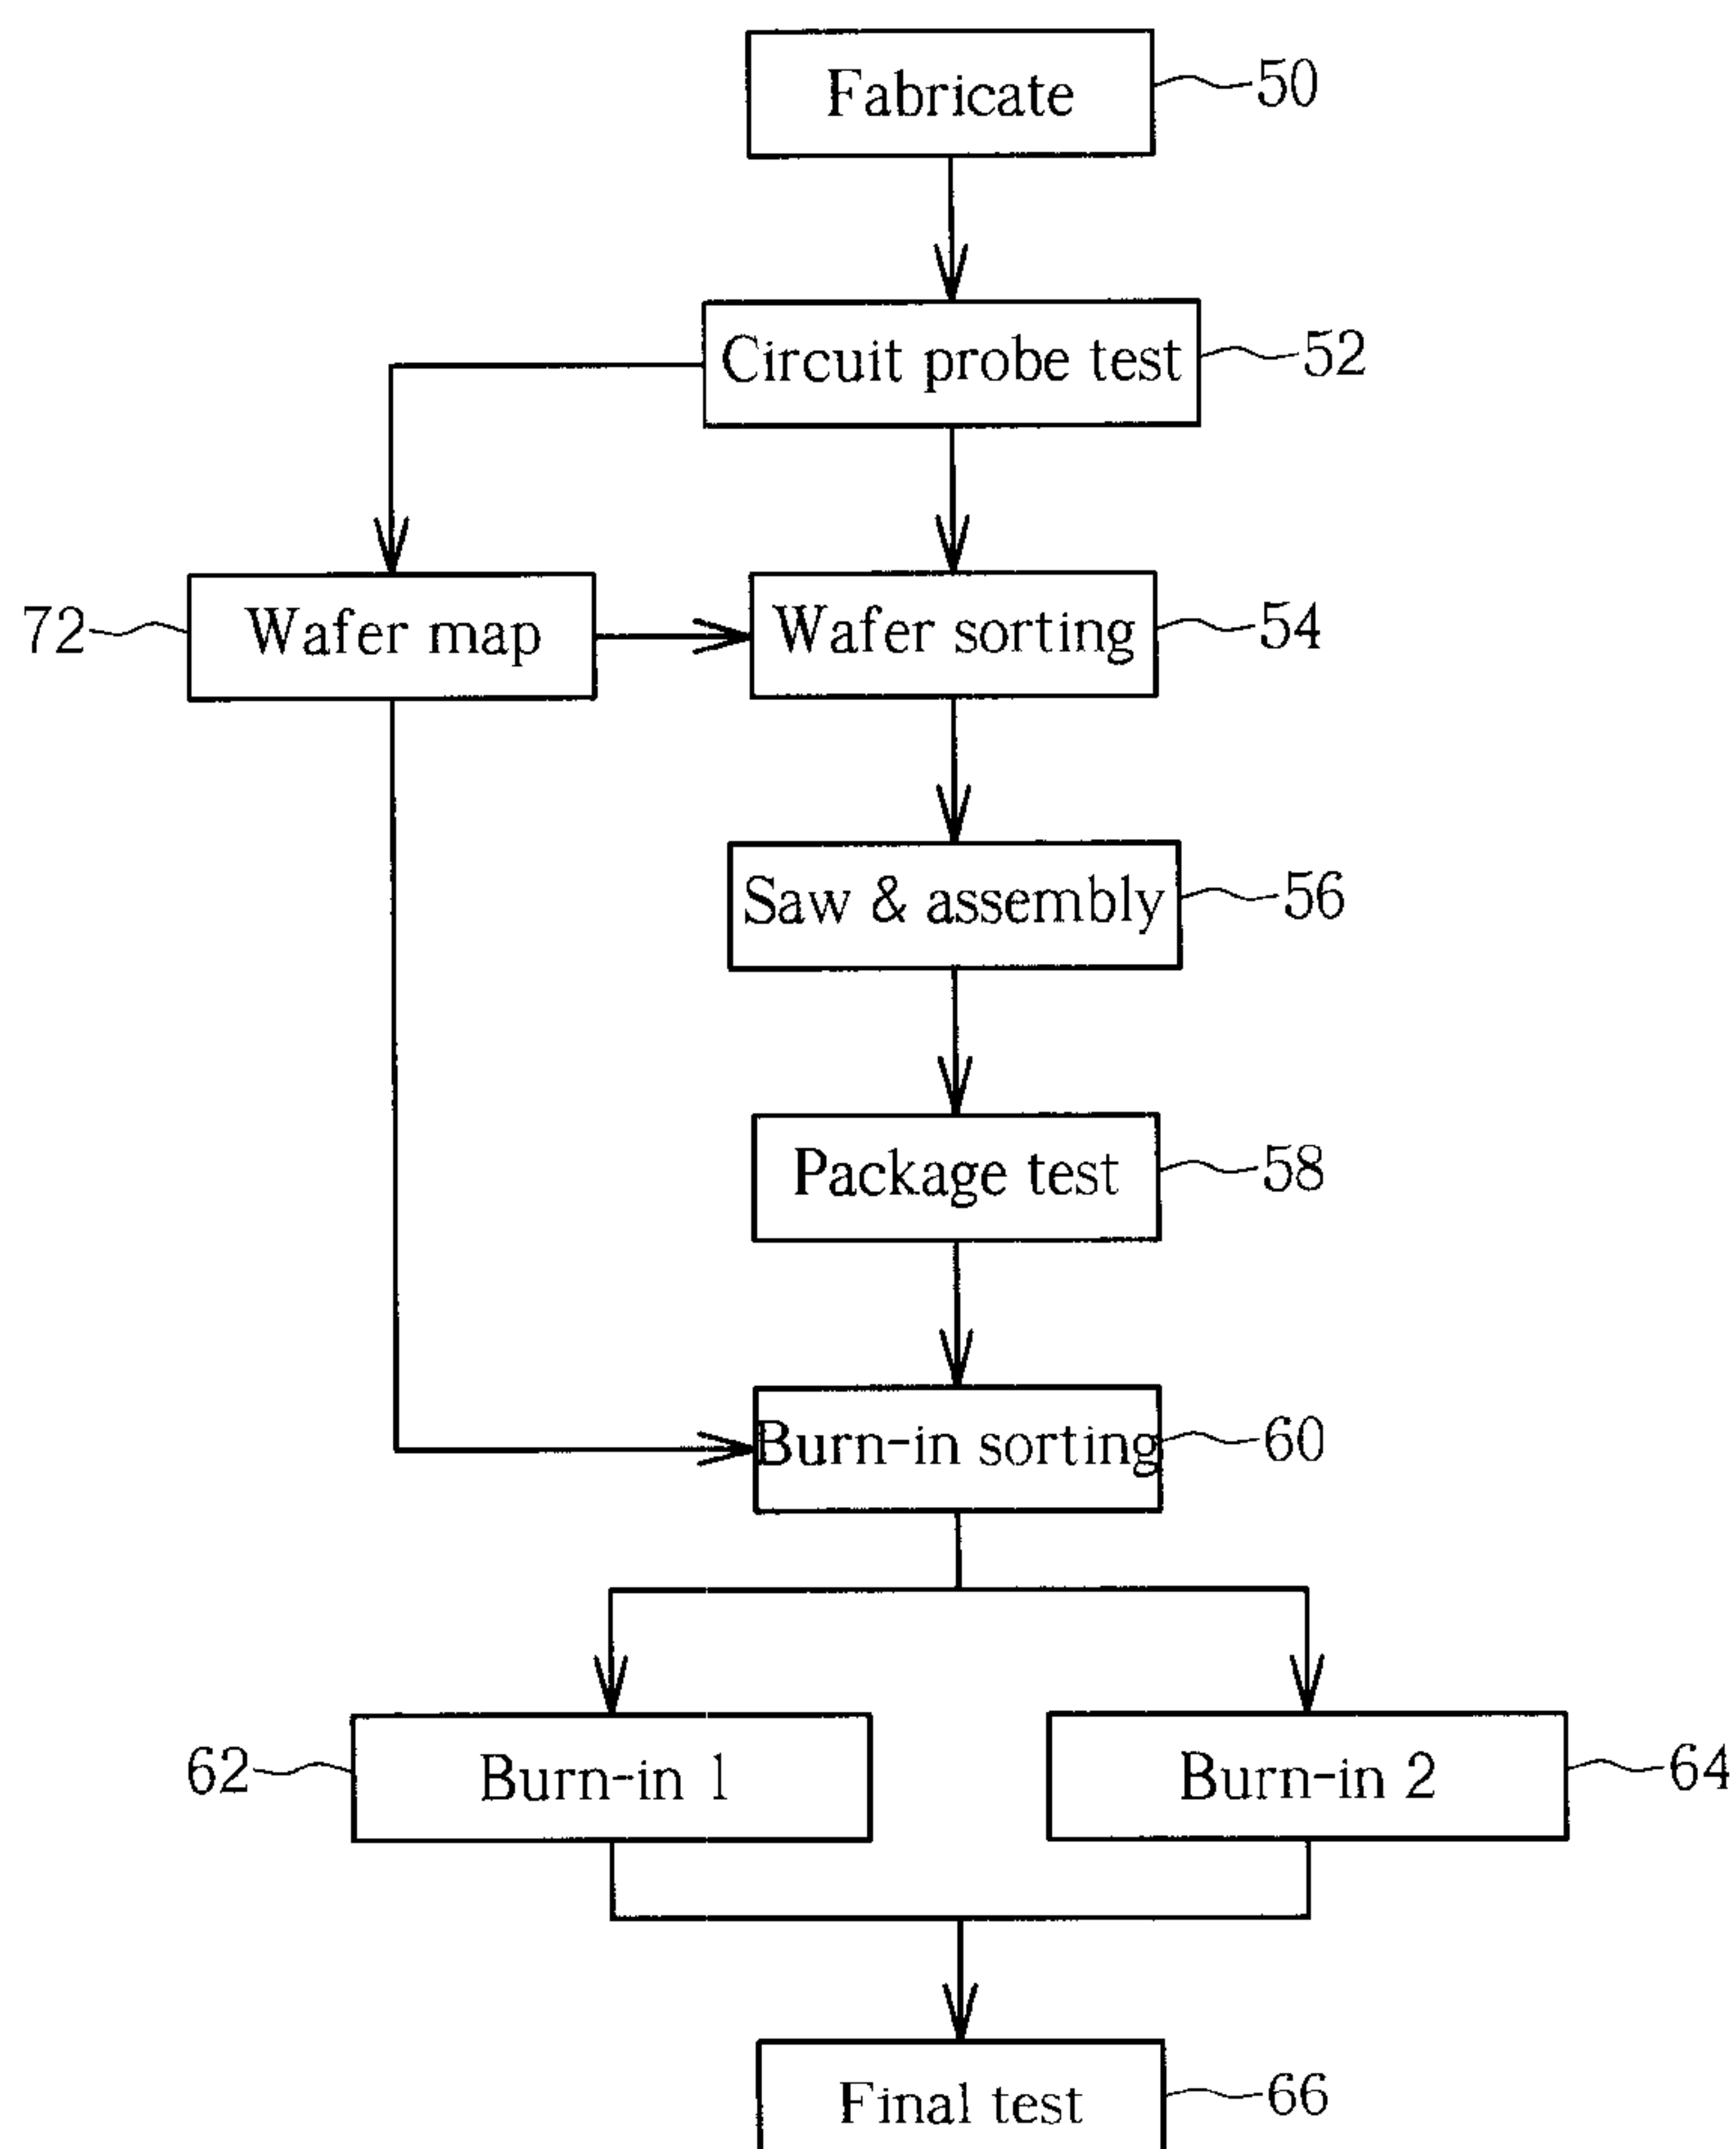 Fabricate 50
Circuit probe test 52
72 Wafer map Wafer sorting 54
Saw & assembly 56
Package test 58
Burn-in sorting 60
62 Burn-in 1 Burn-in 2 64
Final test 66